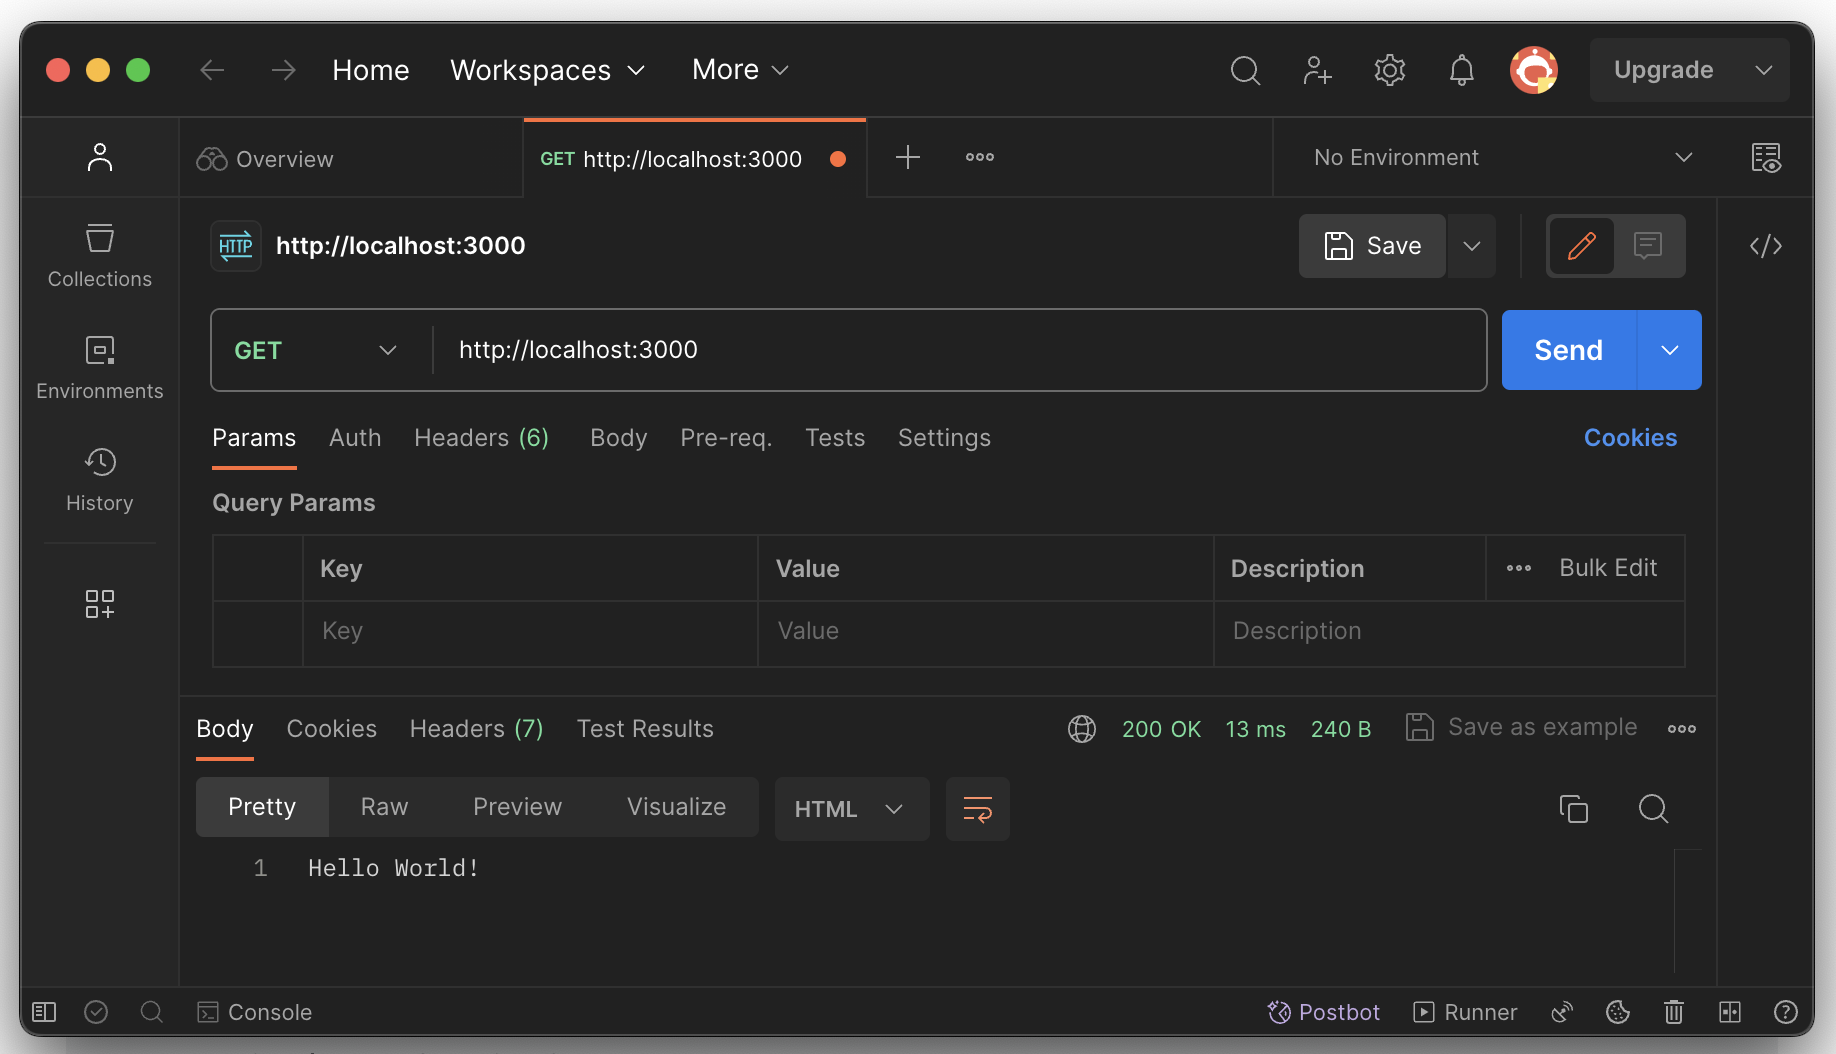 Home Workspaces More Upgrade
Overview GET http://localhost:3000 No Environment
HTTP http://localhost:3000 Save
Collections
GET http://localhost:3000 Send
Environments
Params Auth Headers (6) Body Pre-req. Tests Settings Cookies
History
Query Params
Key Value Description Bulk Edit
Key Value Description
Body Cookies Headers (7) Test Results 200 OK 13 ms 240 B Save as example
Pretty Raw Preview Visualize HTML
1 Hello World!
Console Postbot Runner